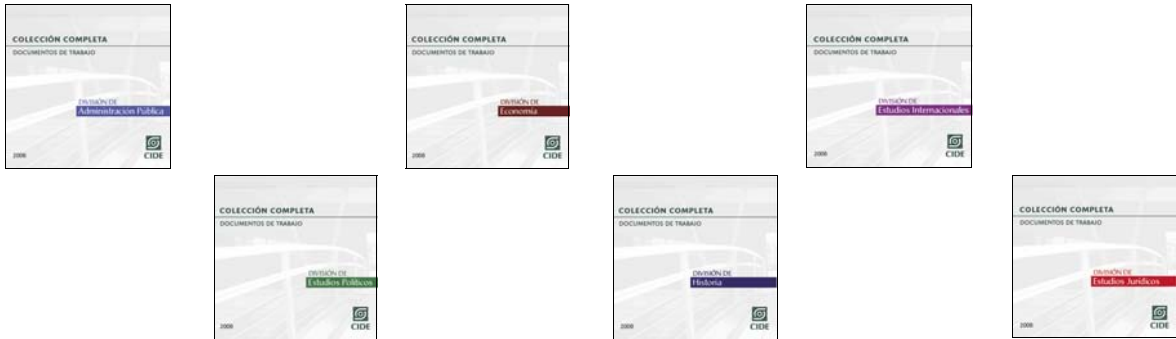 COLECCIÓN COMPLETA
DOCUMENTOS DE TRABAJO
DIVISIÓN DE
Administración Pública
2008
CIDE
COLECCIÓN COMPLETA
DOCUMENTOS DE TRABAJO
DIVISIÓN DE
Economía
2008
CIDE
COLECCIÓN COMPLETA
DOCUMENTOS DE TRABAJO
DIVISIÓN DE
Estudios Internacionales
2008
CIDE
COLECCIÓN COMPLETA
DOCUMENTOS DE TRABAJO
DIVISIÓN DE
Estudios Políticos
2008
CIDE
COLECCIÓN COMPLETA
DOCUMENTOS DE TRABAJO
DIVISIÓN DE
Historia
2008
CIDE
COLECCIÓN COMPLETA
DOCUMENTOS DE TRABAJO
DIVISIÓN DE
Estudios Jurídicos
2008
CIDE